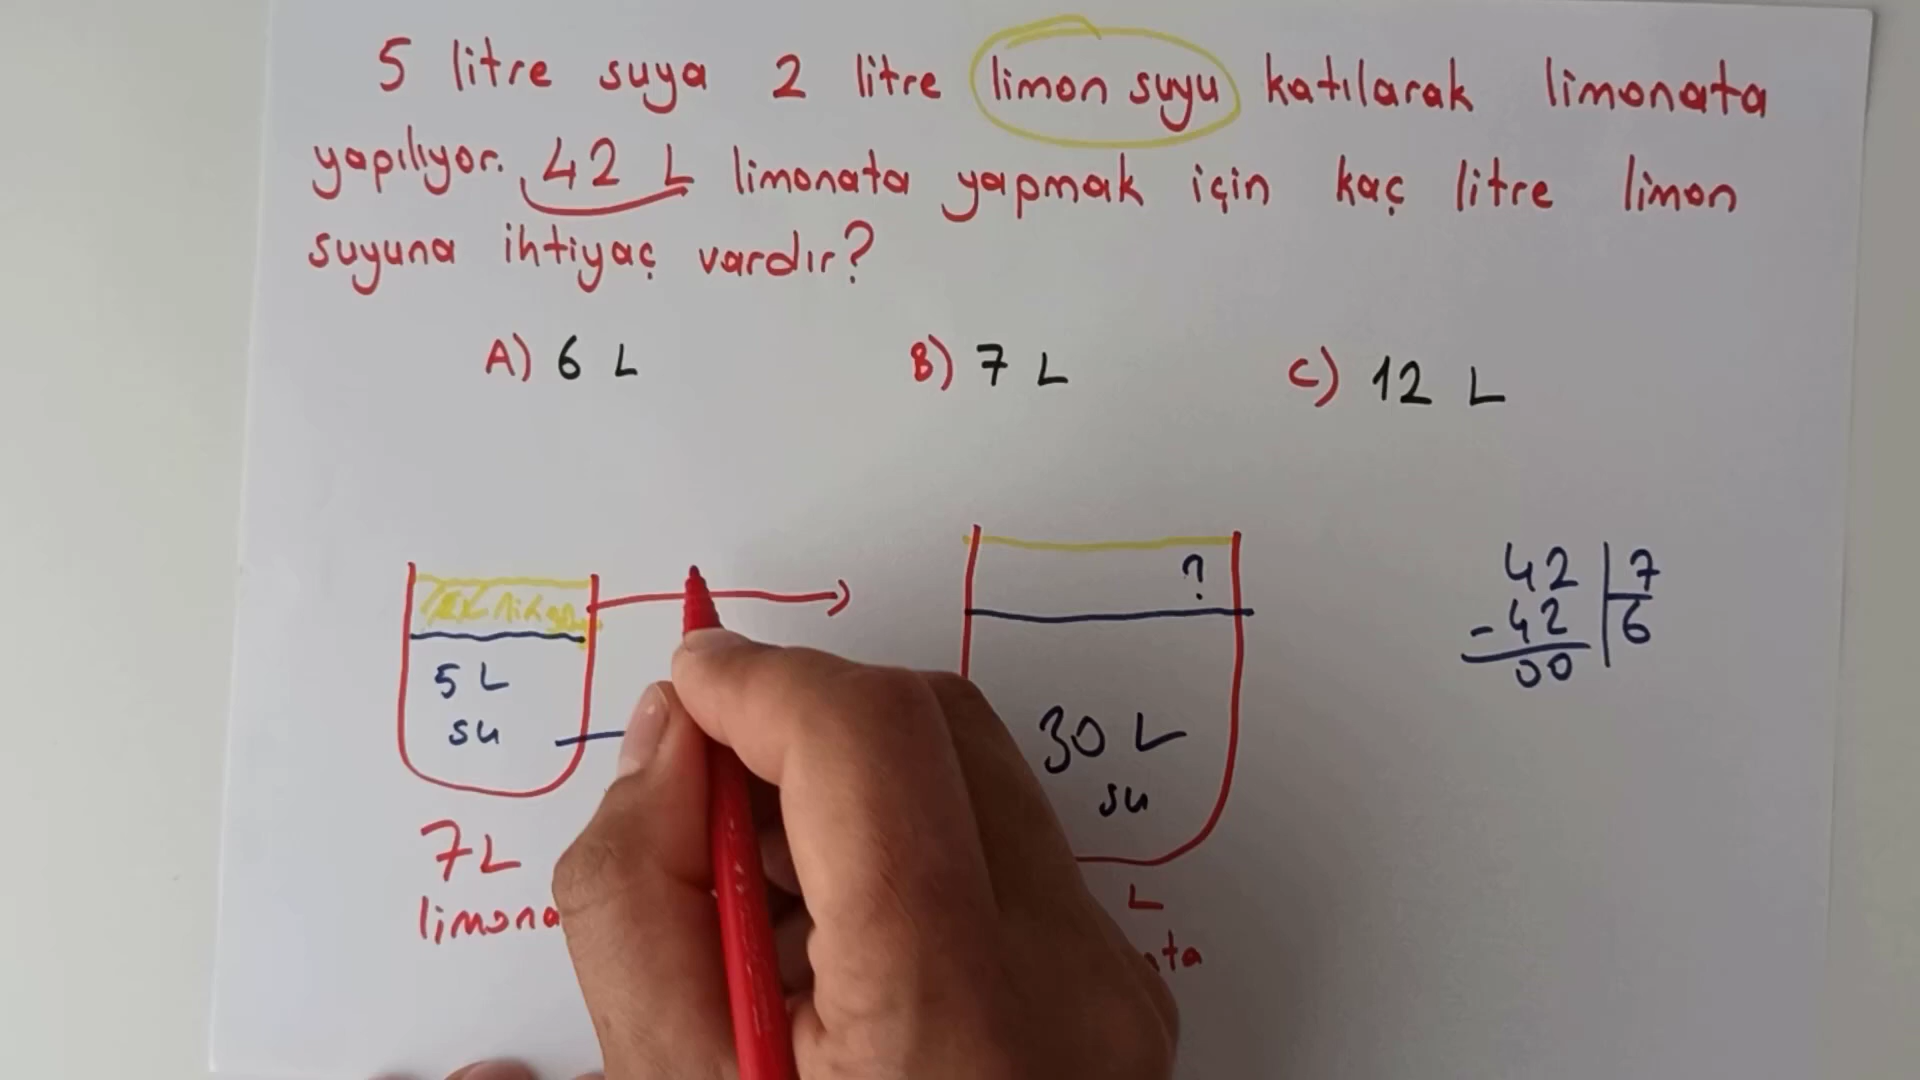 5 litre suya 2 litre limon suyu katılarak limonata
yapılıyor. 42 L limonata yapmak için kaç litre limon
suyuna ihtiyaç vardır?
A) 6 L B) 7 L C) 12 L
5 L
su
7 L
?
30 L
su
L
42 | 7
- 42 | 6
00